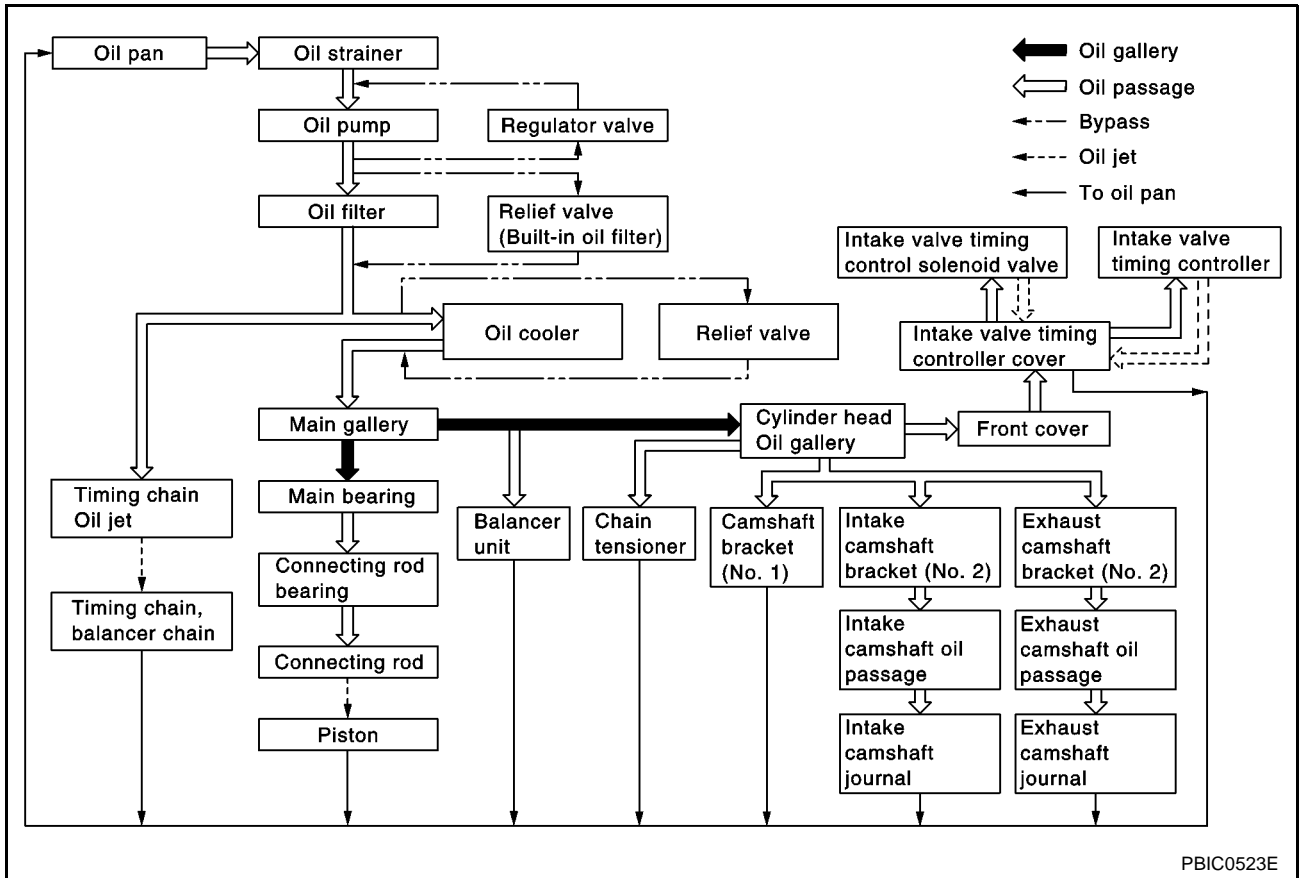 Oil pan
Oil strainer
Oil gallery
Oil passage
Bypass
Oil jet
To oil pan
Oil pump
Regulator valve
Oil filter
Relief valve
(Built-in oil filter)
Intake valve timing
control solenoid valve
Intake valve
timing controller
Oil cooler
Relief valve
Intake valve timing
controller cover
Main gallery
Cylinder head
Oil gallery
Front cover
Timing chain
Oil jet
Main bearing
Balancer
unit
Chain
tensioner
Camshaft
bracket
(No. 1)
Intake
camshaft
bracket (No. 2)
Exhaust
camshaft
bracket (No. 2)
Connecting rod
bearing
Timing chain,
balancer chain
Connecting rod
Intake
camshaft oil
passage
Exhaust
camshaft oil
passage
Piston
Intake
camshaft
journal
Exhaust
camshaft
journal
PBIC0523E